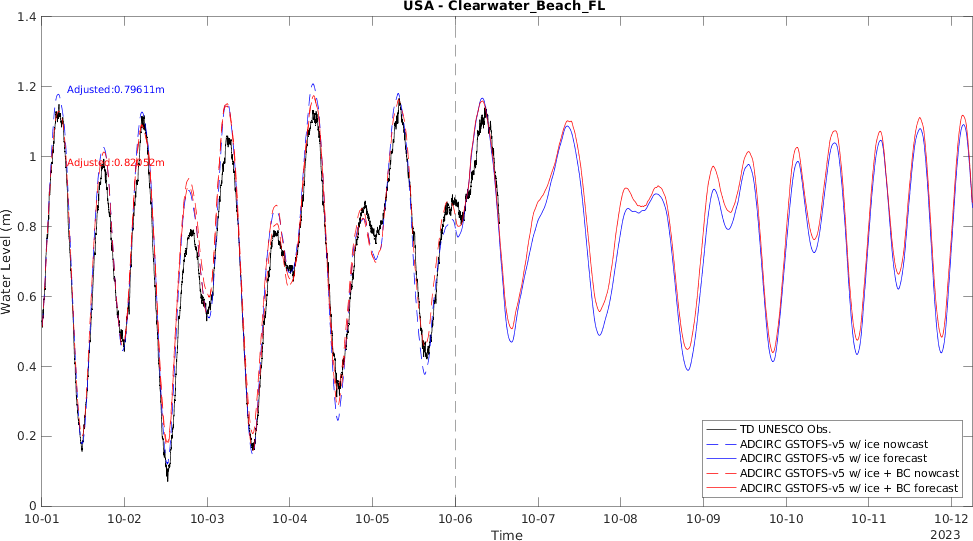 USA - Clearwater_Beach_FL
1.4
1.2
1
0.8
0.6
0.4
0.2
0
Water Level (m)
Adjusted:0.79611m
Adjusted:0.82052m
TD UNESCO Obs.
ADCIRC GSTOFS-v5 w/ ice nowcast
ADCIRC GSTOFS-v5 w/ ice forecast
ADCIRC GSTOFS-v5 w/ ice + BC nowcast
ADCIRC GSTOFS-v5 w/ ice + BC forecast
10-01 10-02 10-03 10-04 10-05 10-06 10-07 10-08 10-09 10-10 10-11 10-12
2023
Time